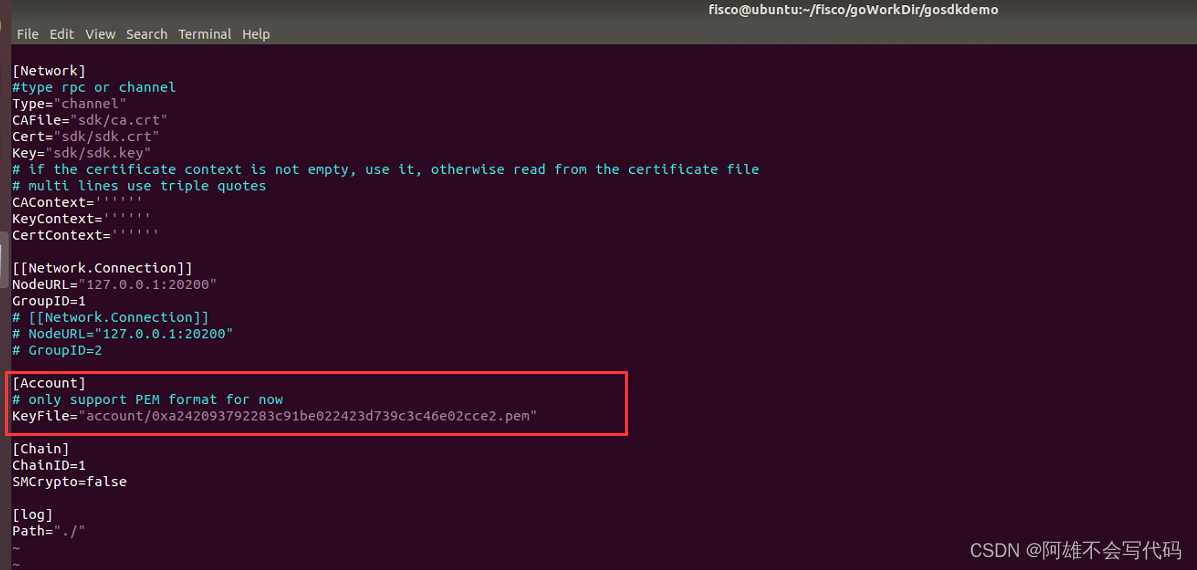 fisco@ubuntu:~/fisco/goWorkDir/gosdkdemo
File Edit View Search Terminal Help
[Network]
#type rpc or channel
Type="channel"
CAFile="sdk/ca.crt"
Cert="sdk/sdk.crt"
Key="sdk/sdk.key"
# if the certificate context is not empty, use it, otherwise read from the certificate file
# multi lines use triple quotes
CAContext=''''''
KeyContext=''''''
CertContext=''''''
[[Network.Connection]]
NodeURL="127.0.0.1:20200"
GroupID=1
# [[Network.Connection]]
# NodeURL="127.0.0.1:20200"
# GroupID=2
[Account]
# only support PEM format for now
KeyFile="account/0xa242093792283c91be022423d739c3c46e02cce2.pem"
[Chain]
ChainID=1
SMCrypto=false
[log]
Path="./"
~
~
CSDN @阿雄不会写代码